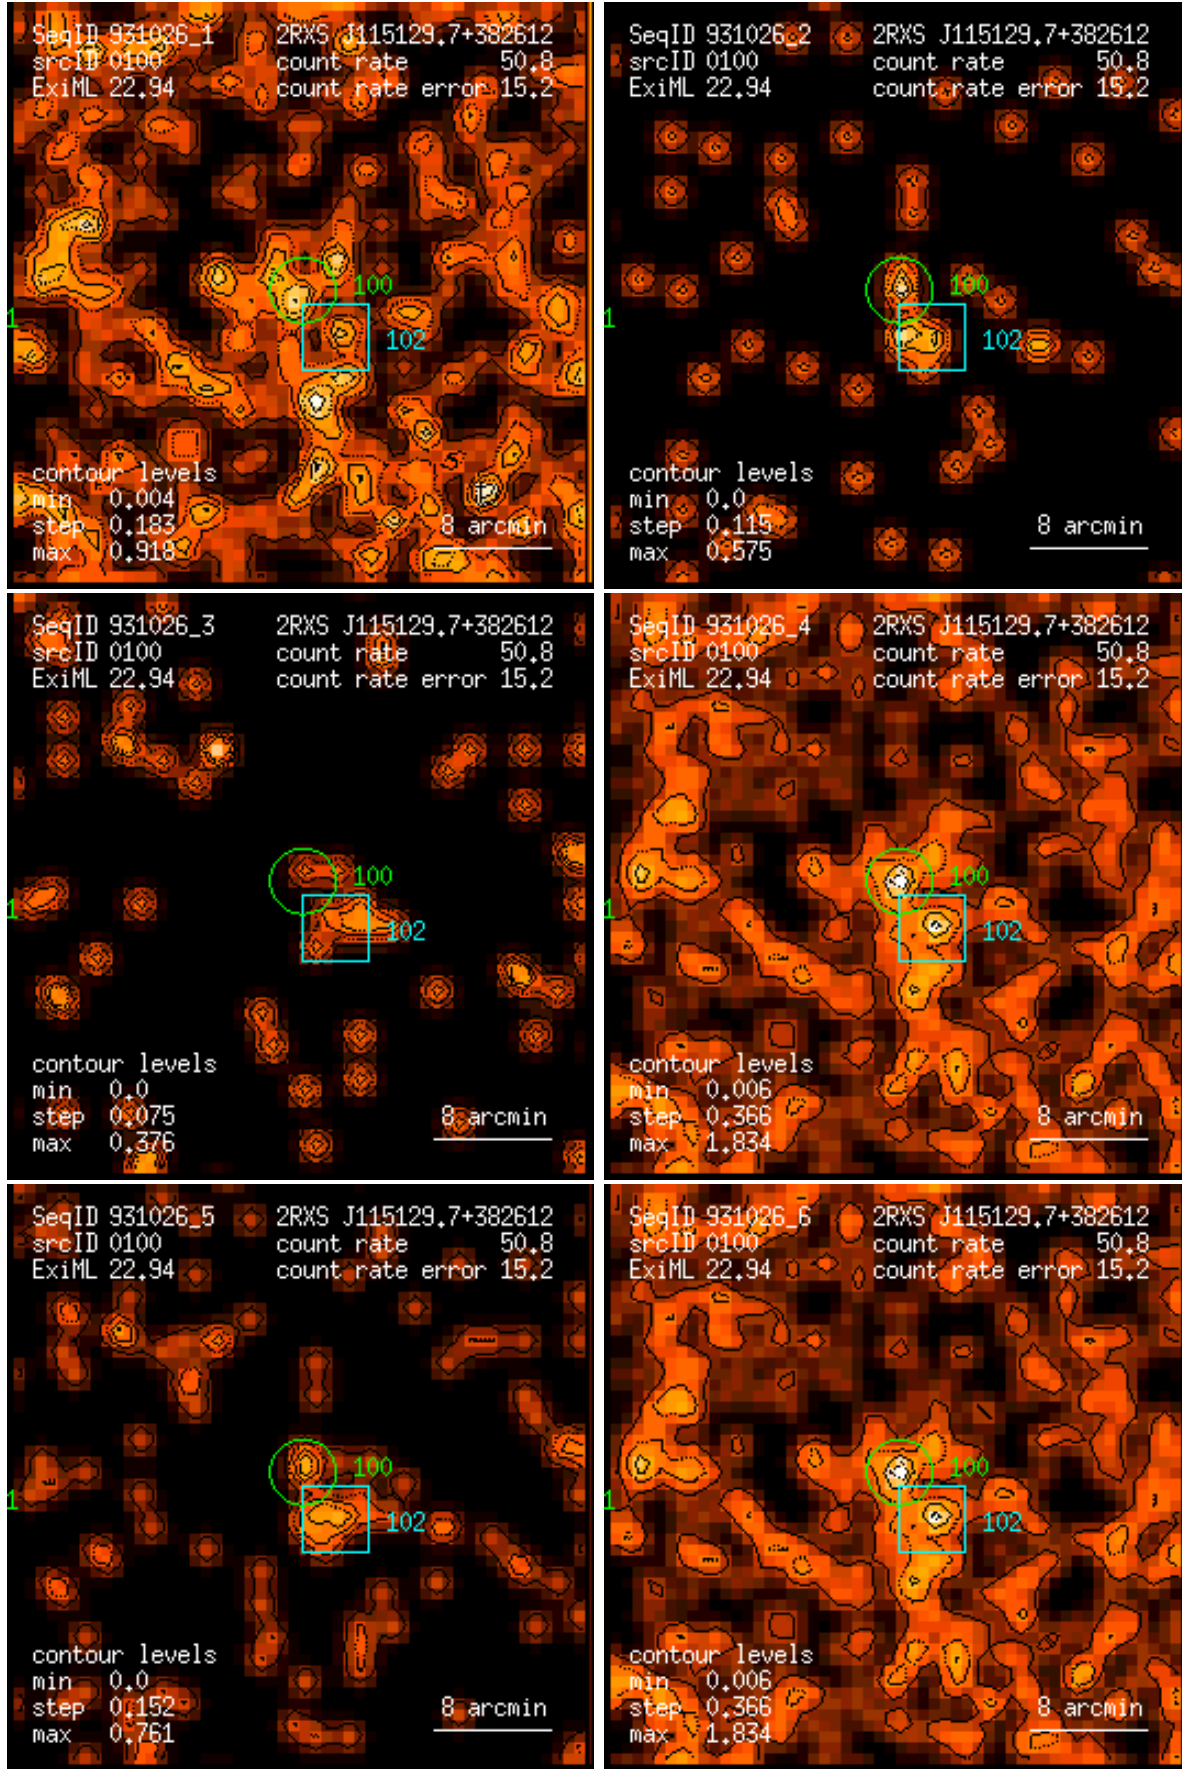 SeqID 931026_1 2RXS J115129.7+382612
srcID 0100 count rate 50.8
ExiML 22.94 count rate error 15.2
100
1
102
contour levels
min 0.004
step 0.183 8 arcmin
max 0.918
SeqID 931026_2 2RXS J115129.7+382612
srcID 0100 count rate 50.8
ExiML 22.94 count rate error 15.2
100
1
102
contour levels
min 0.0
step 0.115 8 arcmin
max 0.575
SeqID 931026_3 2RXS J115129.7+382612
srcID 0100 count rate 50.8
ExiML 22.94 count rate error 15.2
100
1
102
contour levels
min 0.0
step 0.075 8 arcmin
max 0.376
SeqID 931026_4 2RXS J115129.7+382612
srcID 0100 count rate 50.8
ExiML 22.94 count rate error 15.2
100
1
102
contour levels
min 0.006
step 0.366 8 arcmin
max 1.834
SeqID 931026_5 2RXS J115129.7+382612
srcID 0100 count rate 50.8
ExiML 22.94 count rate error 15.2
100
1
102
contour levels
min 0.0
step 0.152 8 arcmin
max 0.761
SeqID 931026_6 2RXS J115129.7+382612
srcID 0100 count rate 50.8
ExiML 22.94 count rate error 15.2
100
1
102
contour levels
min 0.006
step 0.366 8 arcmin
max 1.834